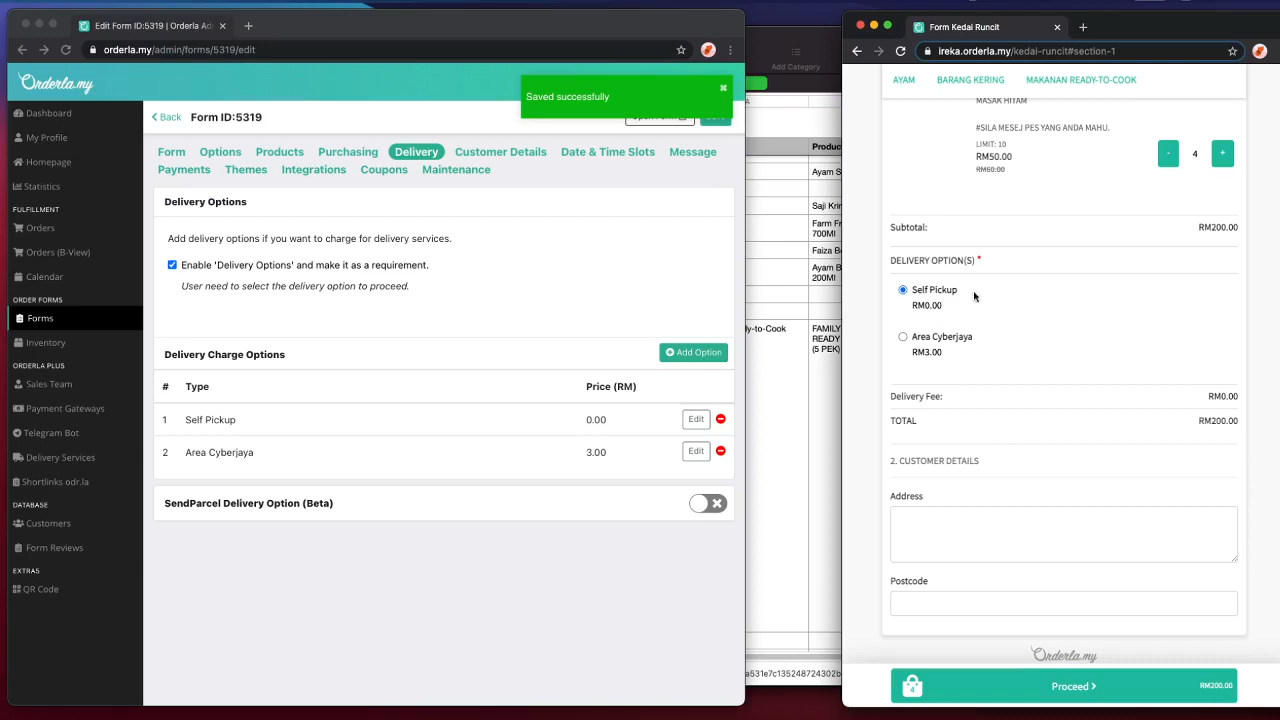 Edit Form ID:5319 | Orderla Ad
orderla.my/admin/forms/5319/edit
Orderla.my
Dashboard
My Profile
Homepage
Statistics
FULFILLMENT
Orders
Orders (B-View)
Calendar
ORDER FORMS
Forms
Inventory
ORDERLA PLUS
Sales Team
Payment Gateways
Telegram Bot
Delivery Services
Shortlinks odr.la
DATABASE
Customers
Form Reviews
EXTRAS
QR Code
Back
Form ID:5319
Saved successfully
Form Options Products Purchasing Delivery Customer Details Date & Time Slots Message
Payments Themes Integrations Coupons Maintenance
Delivery Options
Add delivery options if you want to charge for delivery services.
Enable 'Delivery Options' and make it as a requirement.
User need to select the delivery option to proceed.
Delivery Charge Options
Add Option
# Type Price (RM)
1 Self Pickup 0.00 Edit
2 Area Cyberjaya 3.00 Edit
SendParcel Delivery Option (Beta)
Add Category
A
Produc
Ayam S
Saji Krin
Farm Fr
700Ml
Faiza Be
Ayam B
200Ml
y-to-Cook
FAMILY
READY
(5 PEK)
a531e7c135248724302b
Form Kedai Runcit
ireka.orderla.my/kedai-runcit#section-1
AYAM BARANG KERING MAKANAN READY-TO-COOK
MASAK HITAM
#SILA MESEJ PES YANG ANDA MAHU.
LIMIT: 10
RM50.00
RM60.00
- 4 +
Subtotal: RM200.00
DELIVERY OPTION(S) *
Self Pickup
RM0.00
Area Cyberjaya
RM3.00
Delivery Fee: RM0.00
TOTAL RM200.00
2. CUSTOMER DETAILS
Address
Postcode
Orderla.my
4 Proceed RM200.00